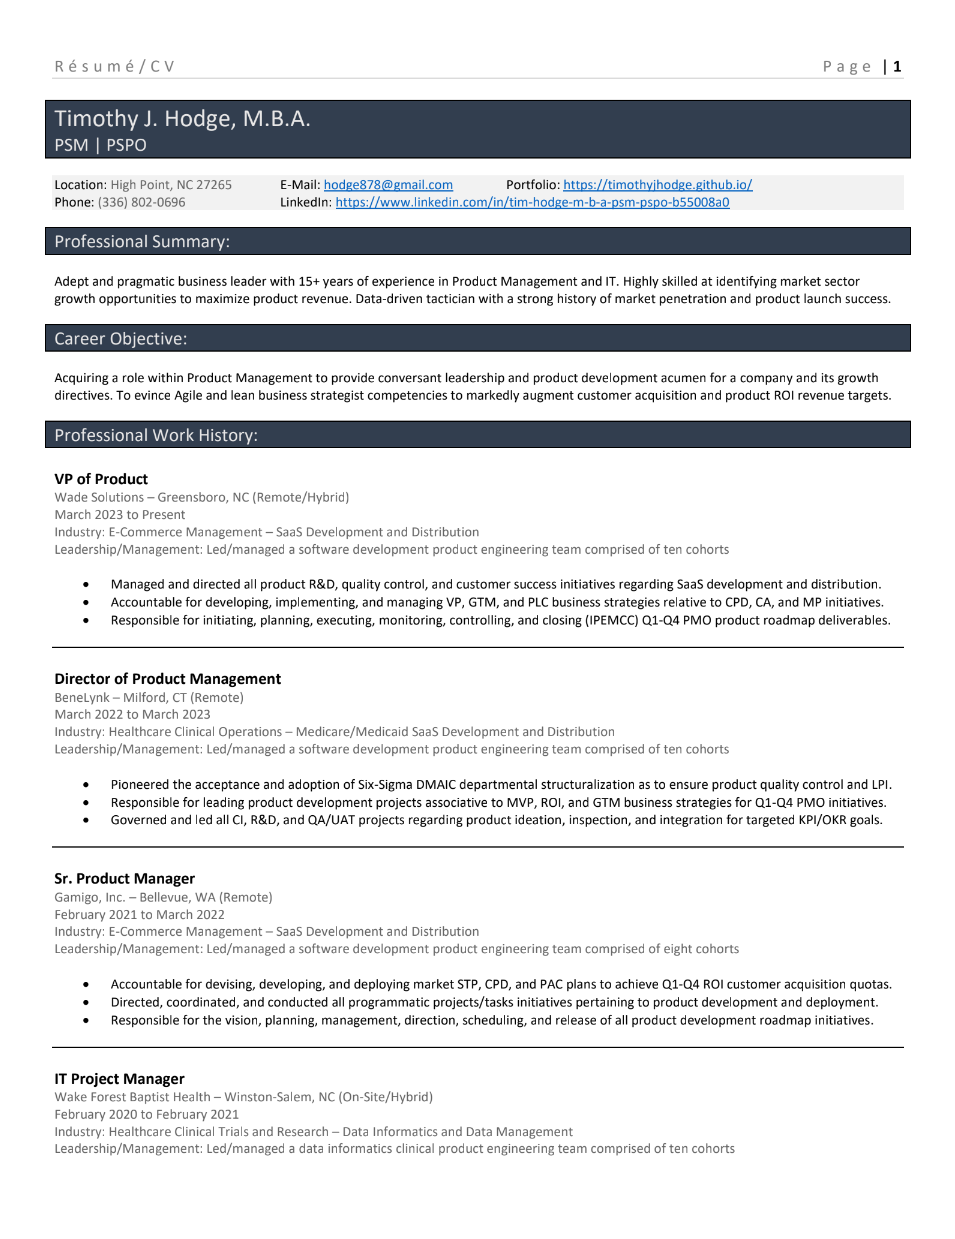 Résumé/CV Page | 1
Timothy J. Hodge, M.B.A.
PSM | PSPO
Location: High Point, NC 27265 E-Mail: hodge878@gmail.com Portfolio: https://timothyjhodge.github.io/
Phone: (336) 802-0696 LinkedIn: https://www.linkedin.com/in/tim-hodge-m-b-a-psm-pspo-b55008a0
Professional Summary:
Adept and pragmatic business leader with 15+ years of experience in Product Management and IT. Highly skilled at identifying market sector
growth opportunities to maximize product revenue. Data-driven tactician with a strong history of market penetration and product launch success.
Career Objective:
Acquiring a role within Product Management to provide conversant leadership and product development acumen for a company and its growth
directives. To evince Agile and lean business strategist competencies to markedly augment customer acquisition and product ROI revenue targets.
Professional Work History:
VP of Product
Wade Solutions – Greensboro, NC (Remote/Hybrid)
March 2023 to Present
Industry: E-Commerce Management – SaaS Development and Distribution
Leadership/Management: Led/managed a software development product engineering team comprised of ten cohorts
• Managed and directed all product R&D, quality control, and customer success initiatives regarding SaaS development and distribution.
• Accountable for developing, implementing, and managing VP, GTM, and PLC business strategies relative to CPD, CA, and MP initiatives.
• Responsible for initiating, planning, executing, monitoring, controlling, and closing (IPEMCC) Q1-Q4 PMO product roadmap deliverables.
Director of Product Management
BeneLynk – Milford, CT (Remote)
March 2022 to March 2023
Industry: Healthcare Clinical Operations – Medicare/Medicaid SaaS Development and Distribution
Leadership/Management: Led/managed a software development product engineering team comprised of ten cohorts
• Pioneered the acceptance and adoption of Six-Sigma DMAIC departmental structuralization as to ensure product quality control and LPI.
• Responsible for leading product development projects associative to MVP, ROI, and GTM business strategies for Q1-Q4 PMO initiatives.
• Governed and led all CI, R&D, and QA/UAT projects regarding product ideation, inspection, and integration for targeted KPI/OKR goals.
Sr. Product Manager
Gamigo, Inc. – Bellevue, WA (Remote)
February 2021 to March 2022
Industry: E-Commerce Management – SaaS Development and Distribution
Leadership/Management: Led/managed a software development product engineering team comprised of eight cohorts
• Accountable for devising, developing, and deploying market STP, CPD, and PAC plans to achieve Q1-Q4 ROI customer acquisition quotas.
• Directed, coordinated, and conducted all programmatic projects/tasks initiatives pertaining to product development and deployment.
• Responsible for the vision, planning, management, direction, scheduling, and release of all product development roadmap initiatives.
IT Project Manager
Wake Forest Baptist Health – Winston-Salem, NC (On-Site/Hybrid)
February 2020 to February 2021
Industry: Healthcare Clinical Trials and Research – Data Informatics and Data Management
Leadership/Management: Led/managed a data informatics clinical product engineering team comprised of ten cohorts